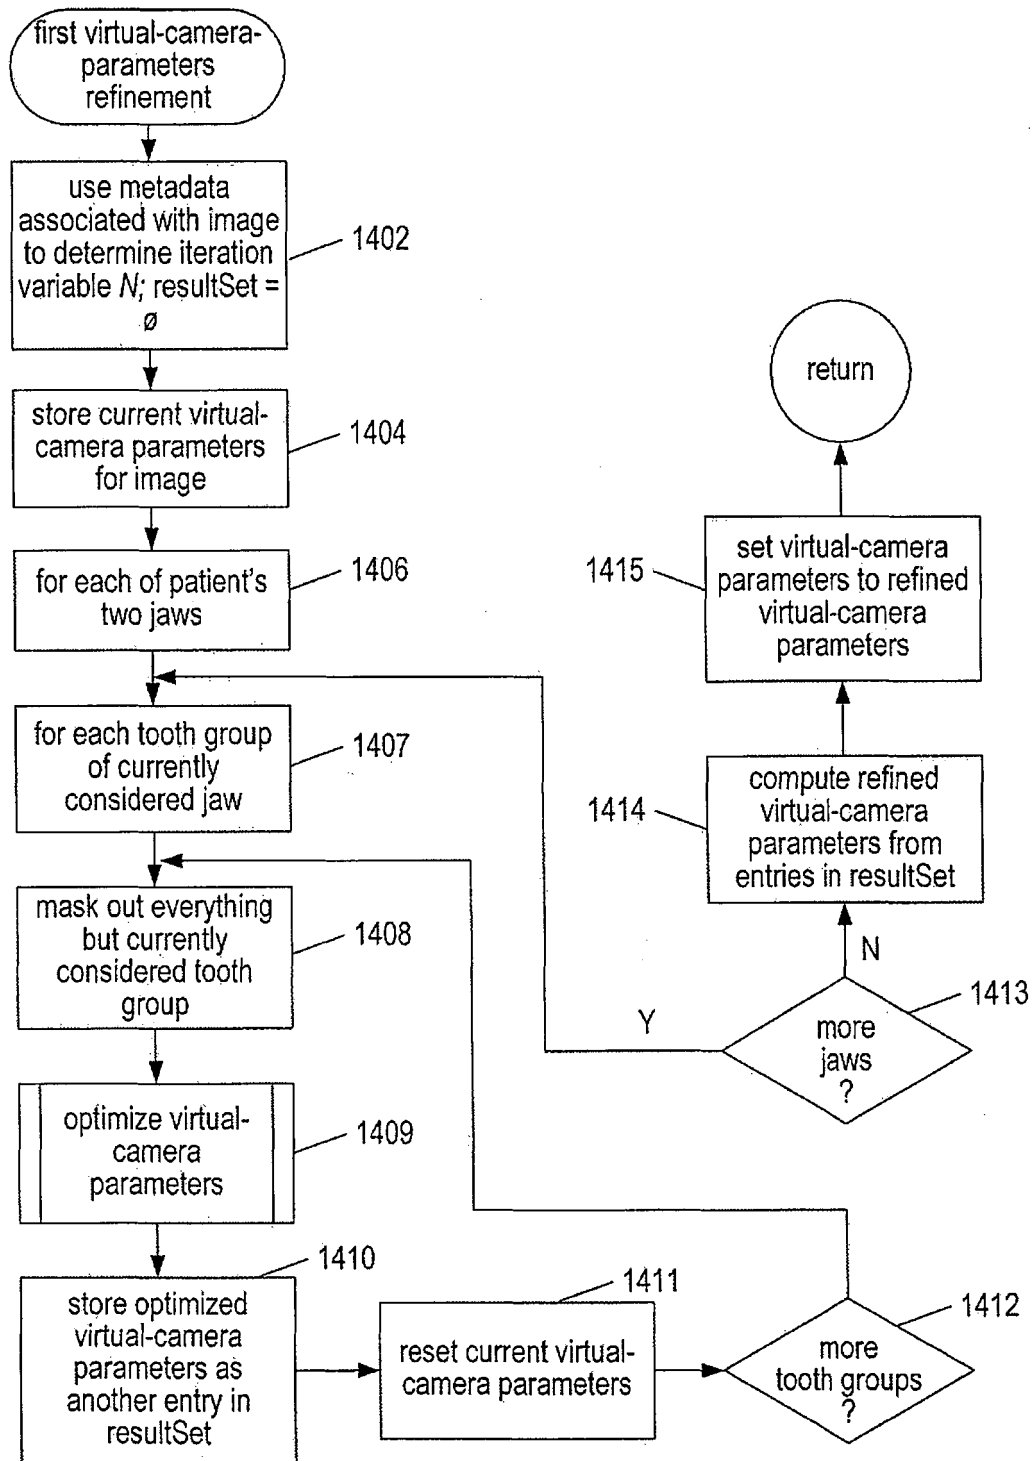 first virtual-camera-
parameters
refinement
use metadata
associated with image
to determine iteration
variable N; resultSet =
ø
1402
store current virtual-
camera parameters
for image
1404
for each of patient's
two jaws
1406
for each tooth group
of currently
considered jaw
1407
mask out everything
but currently
considered tooth
group
1408
optimize virtual-
camera
parameters
1409
store optimized
virtual-camera
parameters as
another entry in
resultSet
1410
reset current virtual-
camera parameters
1411
more
tooth groups
?
1412
more
jaws
?
1413
Y
N
compute refined
virtual-camera
parameters from
entries in resultSet
1414
set virtual-camera
parameters to refined
virtual-camera
parameters
1415
return